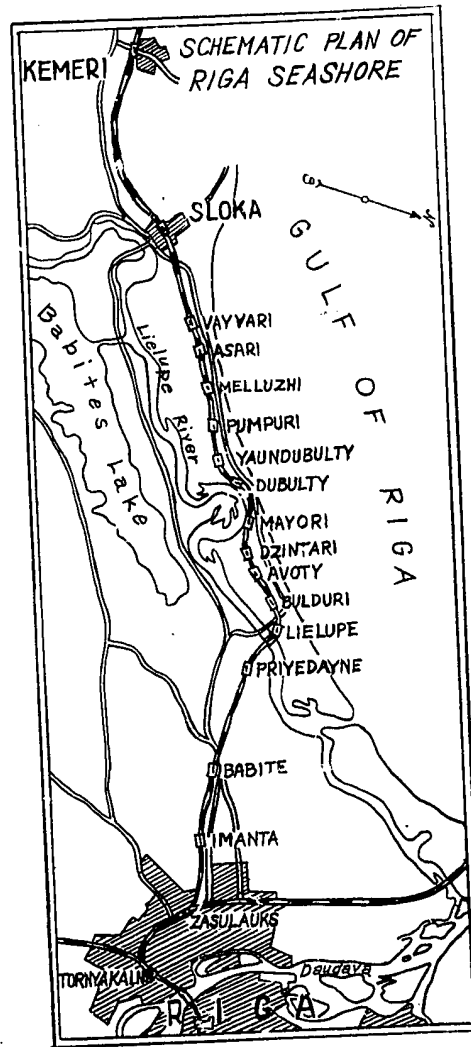 SCHEMATIC PLAN OF
RIGA SEASHORE
KEMERI
SLOKA
GULF OF RIGA
VAYVARI
ASARI
MELLUZHI
PUMPURI
YAUNDUBULTY
DUBULTY
MAYORI
DZINTARI
AVOTY
BULDURI
LIELUPE
PRIYEDAYNE
Babites Lake
Lielupe
River
BABITE
IMANTA
ZASULAUKS
TORNYAKALN
Daugava
RIGA